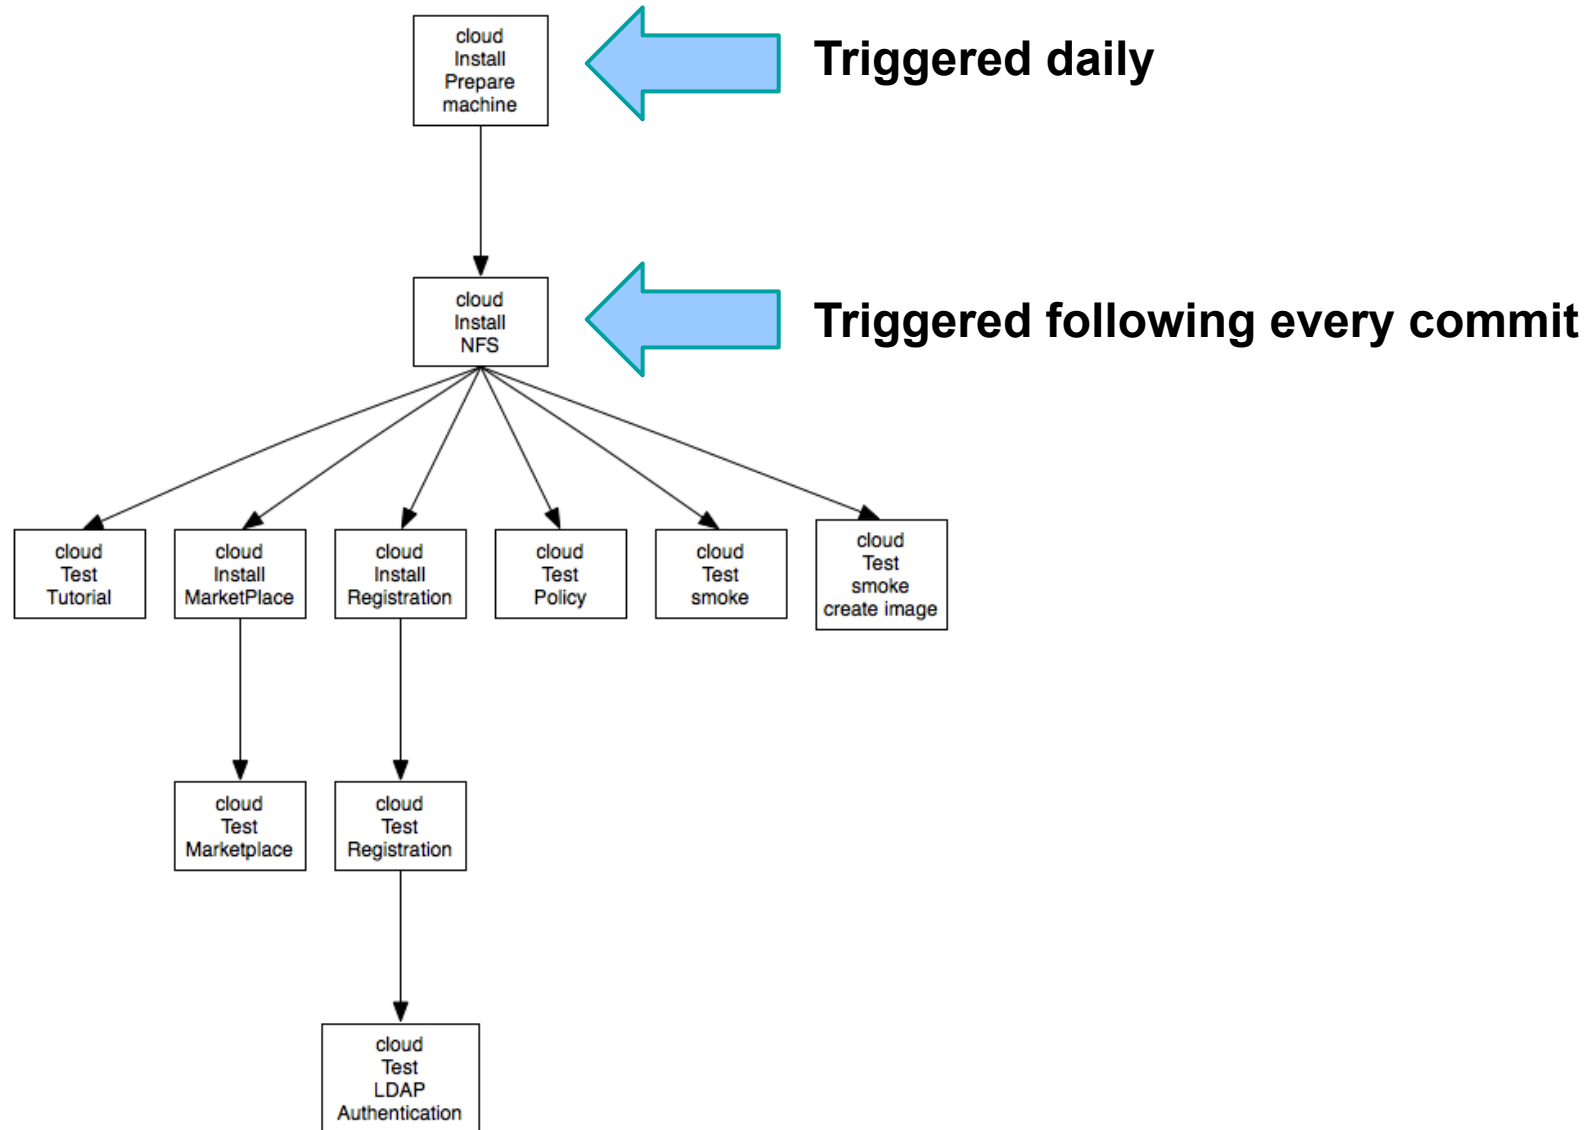 cloud
Install
Prepare
machine
Triggered daily
cloud
Install
NFS
Triggered following every commit
cloud
Test
Tutorial
cloud
Install
MarketPlace
cloud
Install
Registration
cloud
Test
Policy
cloud
Test
smoke
cloud
Test
smoke
create image
cloud
Test
Marketplace
cloud
Test
Registration
cloud
Test
LDAP
Authentication